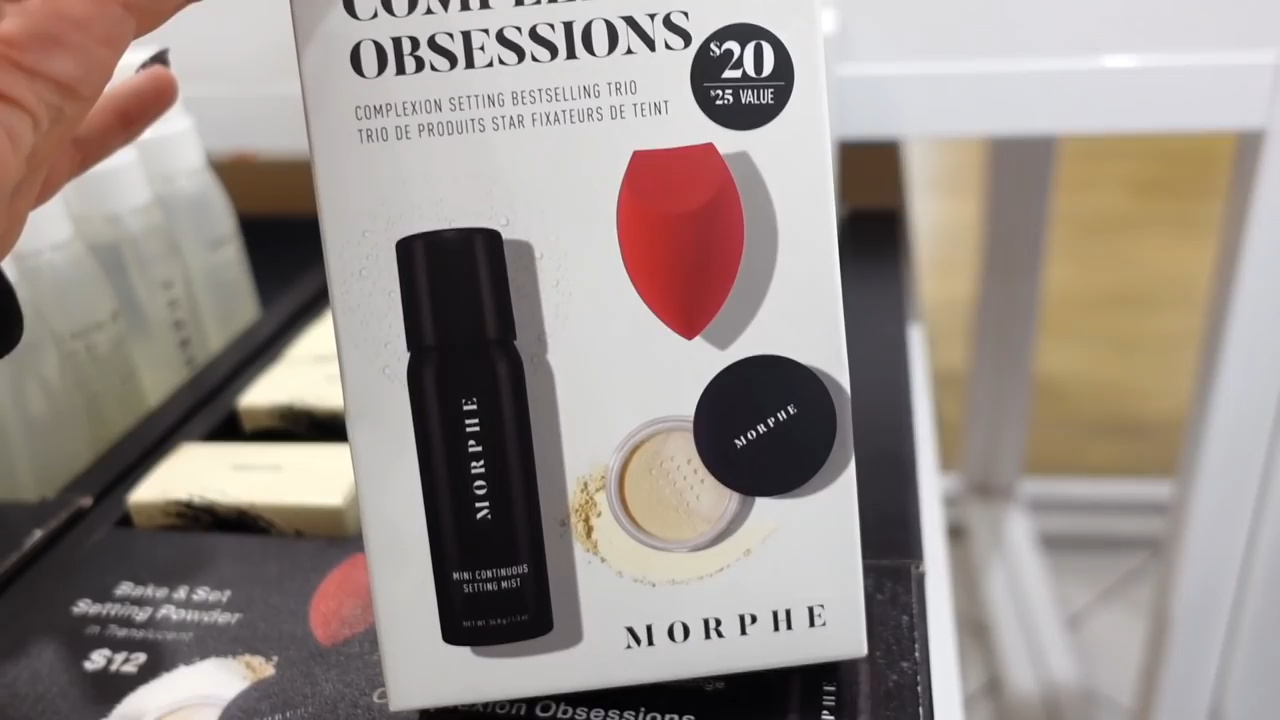 OBSESSIONS
$20
$25 VALUE
COMPLEXION SETTING BESTSELLING TRIO
TRIO DE PRODUITS STAR FIXATEURS DE TEINT
MORPHE
MINI CONTINUOUS
SETTING MIST
MORPHE
MORPHE
Bake & Set
Setting Powder
in Translucent
$12
Obsessions